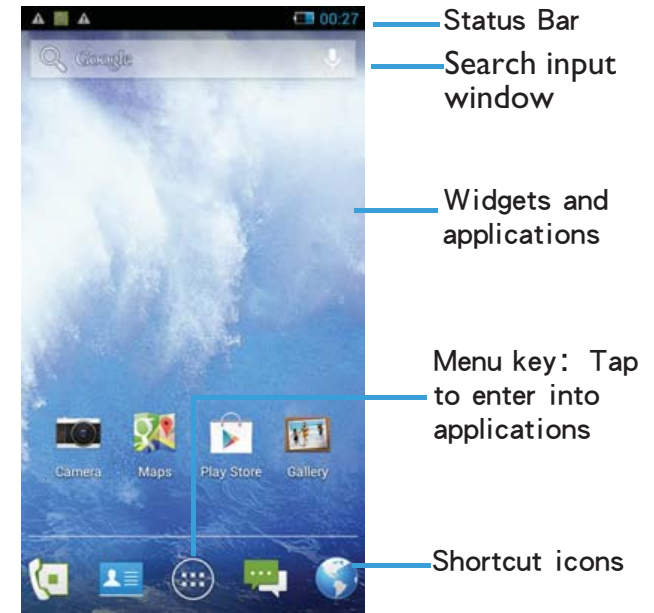 00:27
Status Bar
Google
Search input
window
Widgets and
applications
Menu key: Tap
to enter into
applications
Camera Maps Play Store Gallery
Shortcut icons